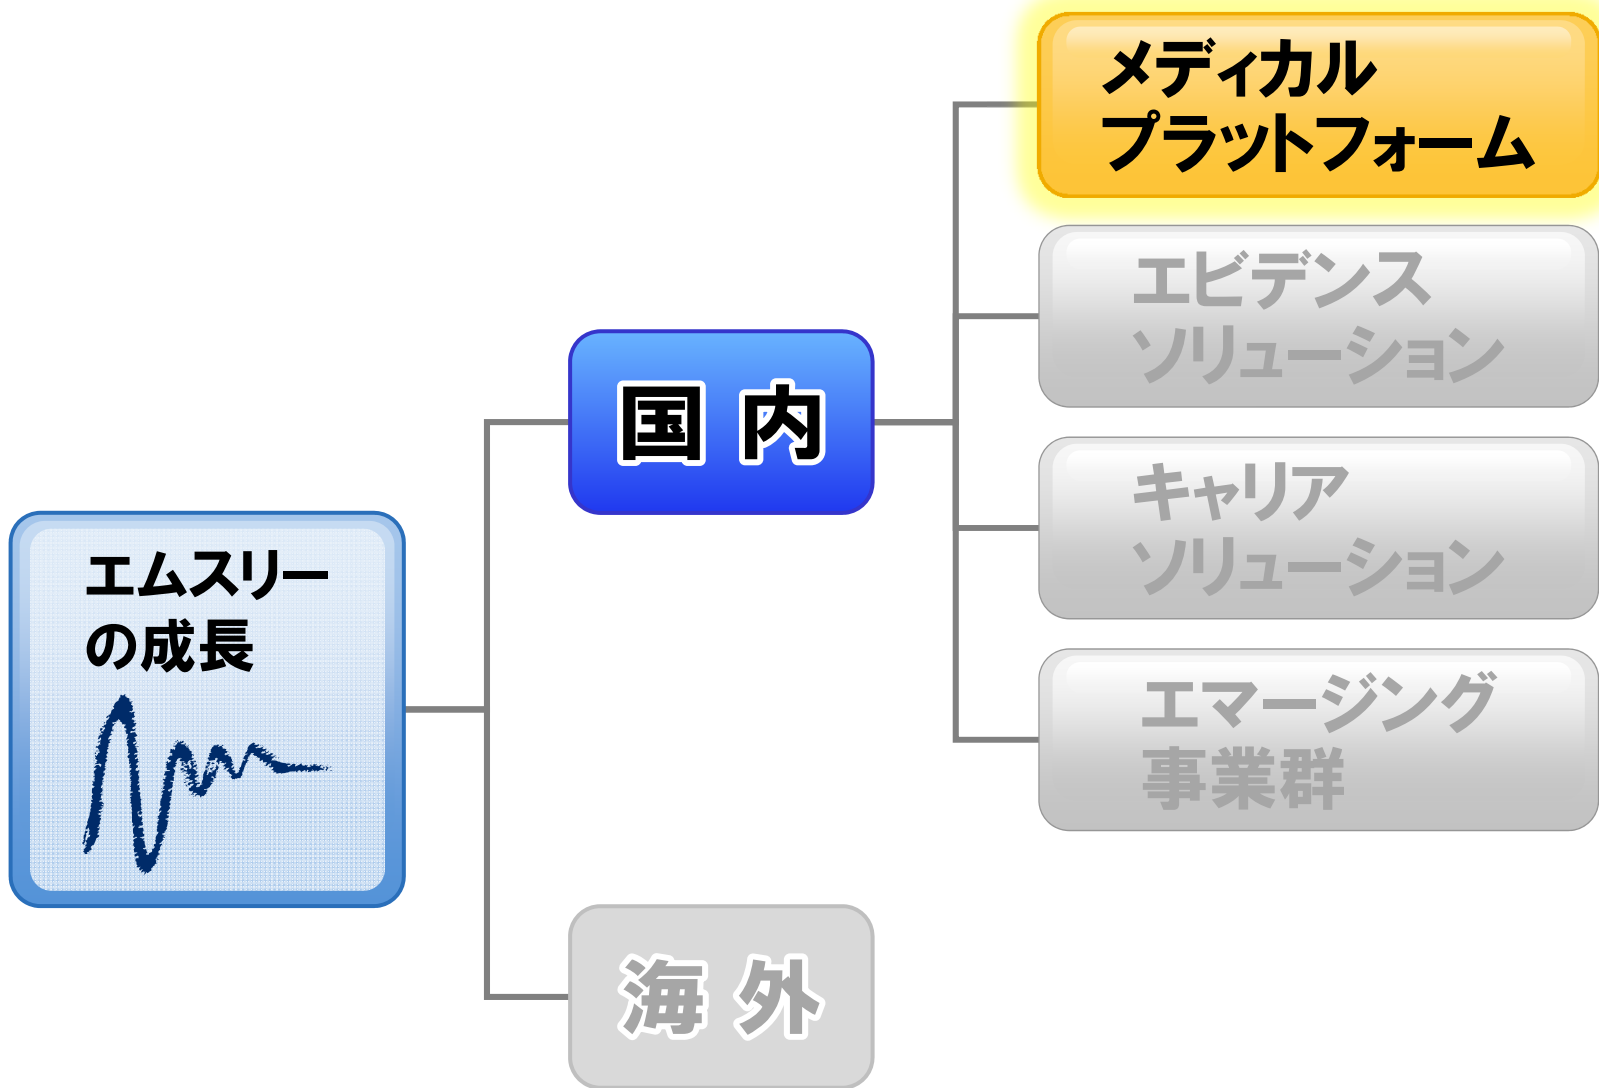 メディカル
プラットフォーム
エビデンス
ソリューション
国内
キャリア
ソリューション
エムスリー
の成長
エマージング
事業群
海外